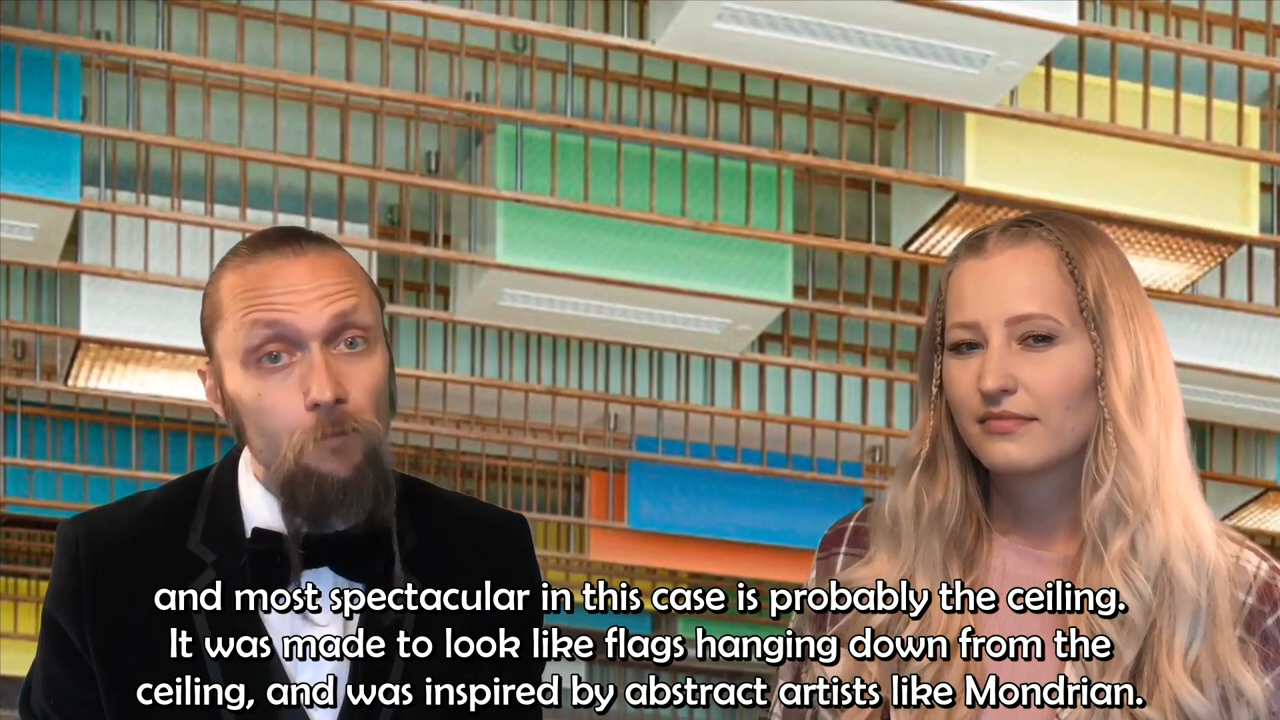 and most spectacular in this case is probably the ceiling.
It was made to look like flags hanging down from the
ceiling, and was inspired by abstract artists like Mondrian.